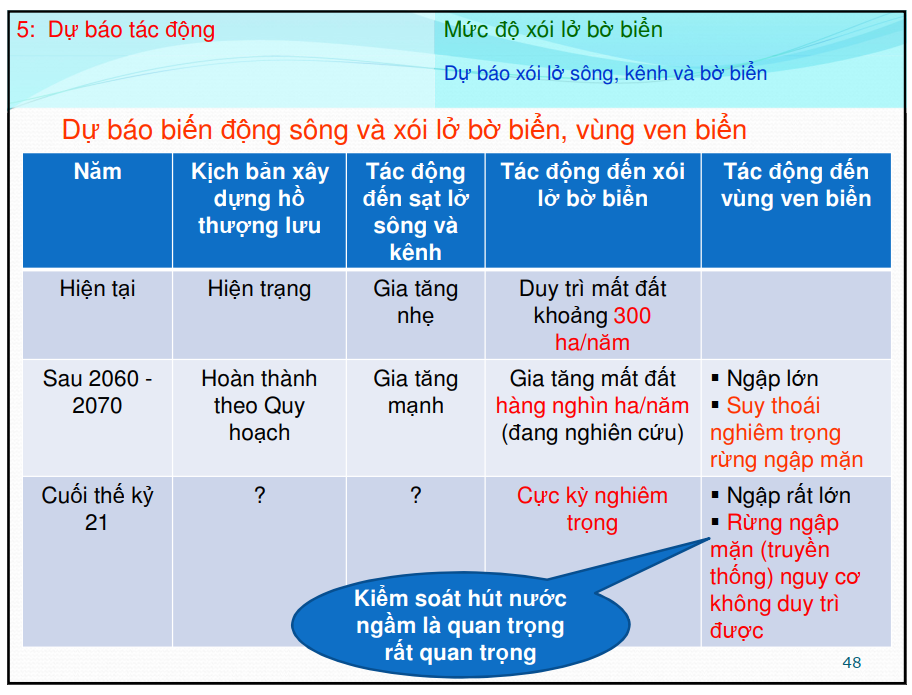 5: Dự báo tác động
Mức độ xói lở bờ biển
Dự báo xói lở sông, kênh và bờ biển
Dự báo biến động sông và xói lở bờ biển, vùng ven biển
Năm
Kịch bản xây
dựng hồ
thượng lưu
Tác động
đến sạt lở
sông và
kênh
Tác động đến xói
lở bờ biển
Tác động đến
vùng ven biển
Hiện tại
Hiện trạng
Gia tăng
nhẹ
Duy trì mất đất
khoảng 300
ha/năm
Sau 2060 -
2070
Hoàn thành
theo Quy
hoạch
Gia tăng
mạnh
Gia tăng mất đất
hàng nghìn ha/năm
(đang nghiên cứu)
▪ Ngập lớn
▪ Suy thoái
nghiêm trọng
rừng ngập mặn
Cuối thế kỷ
21
?
?
Cực kỳ nghiêm
trọng
▪ Ngập rất lớn
▪ Rừng ngập
mặn (truyền
thống) nguy cơ
không duy trì
được
Kiểm soát hút nước
ngầm là quan trọng
rất quan trọng
48